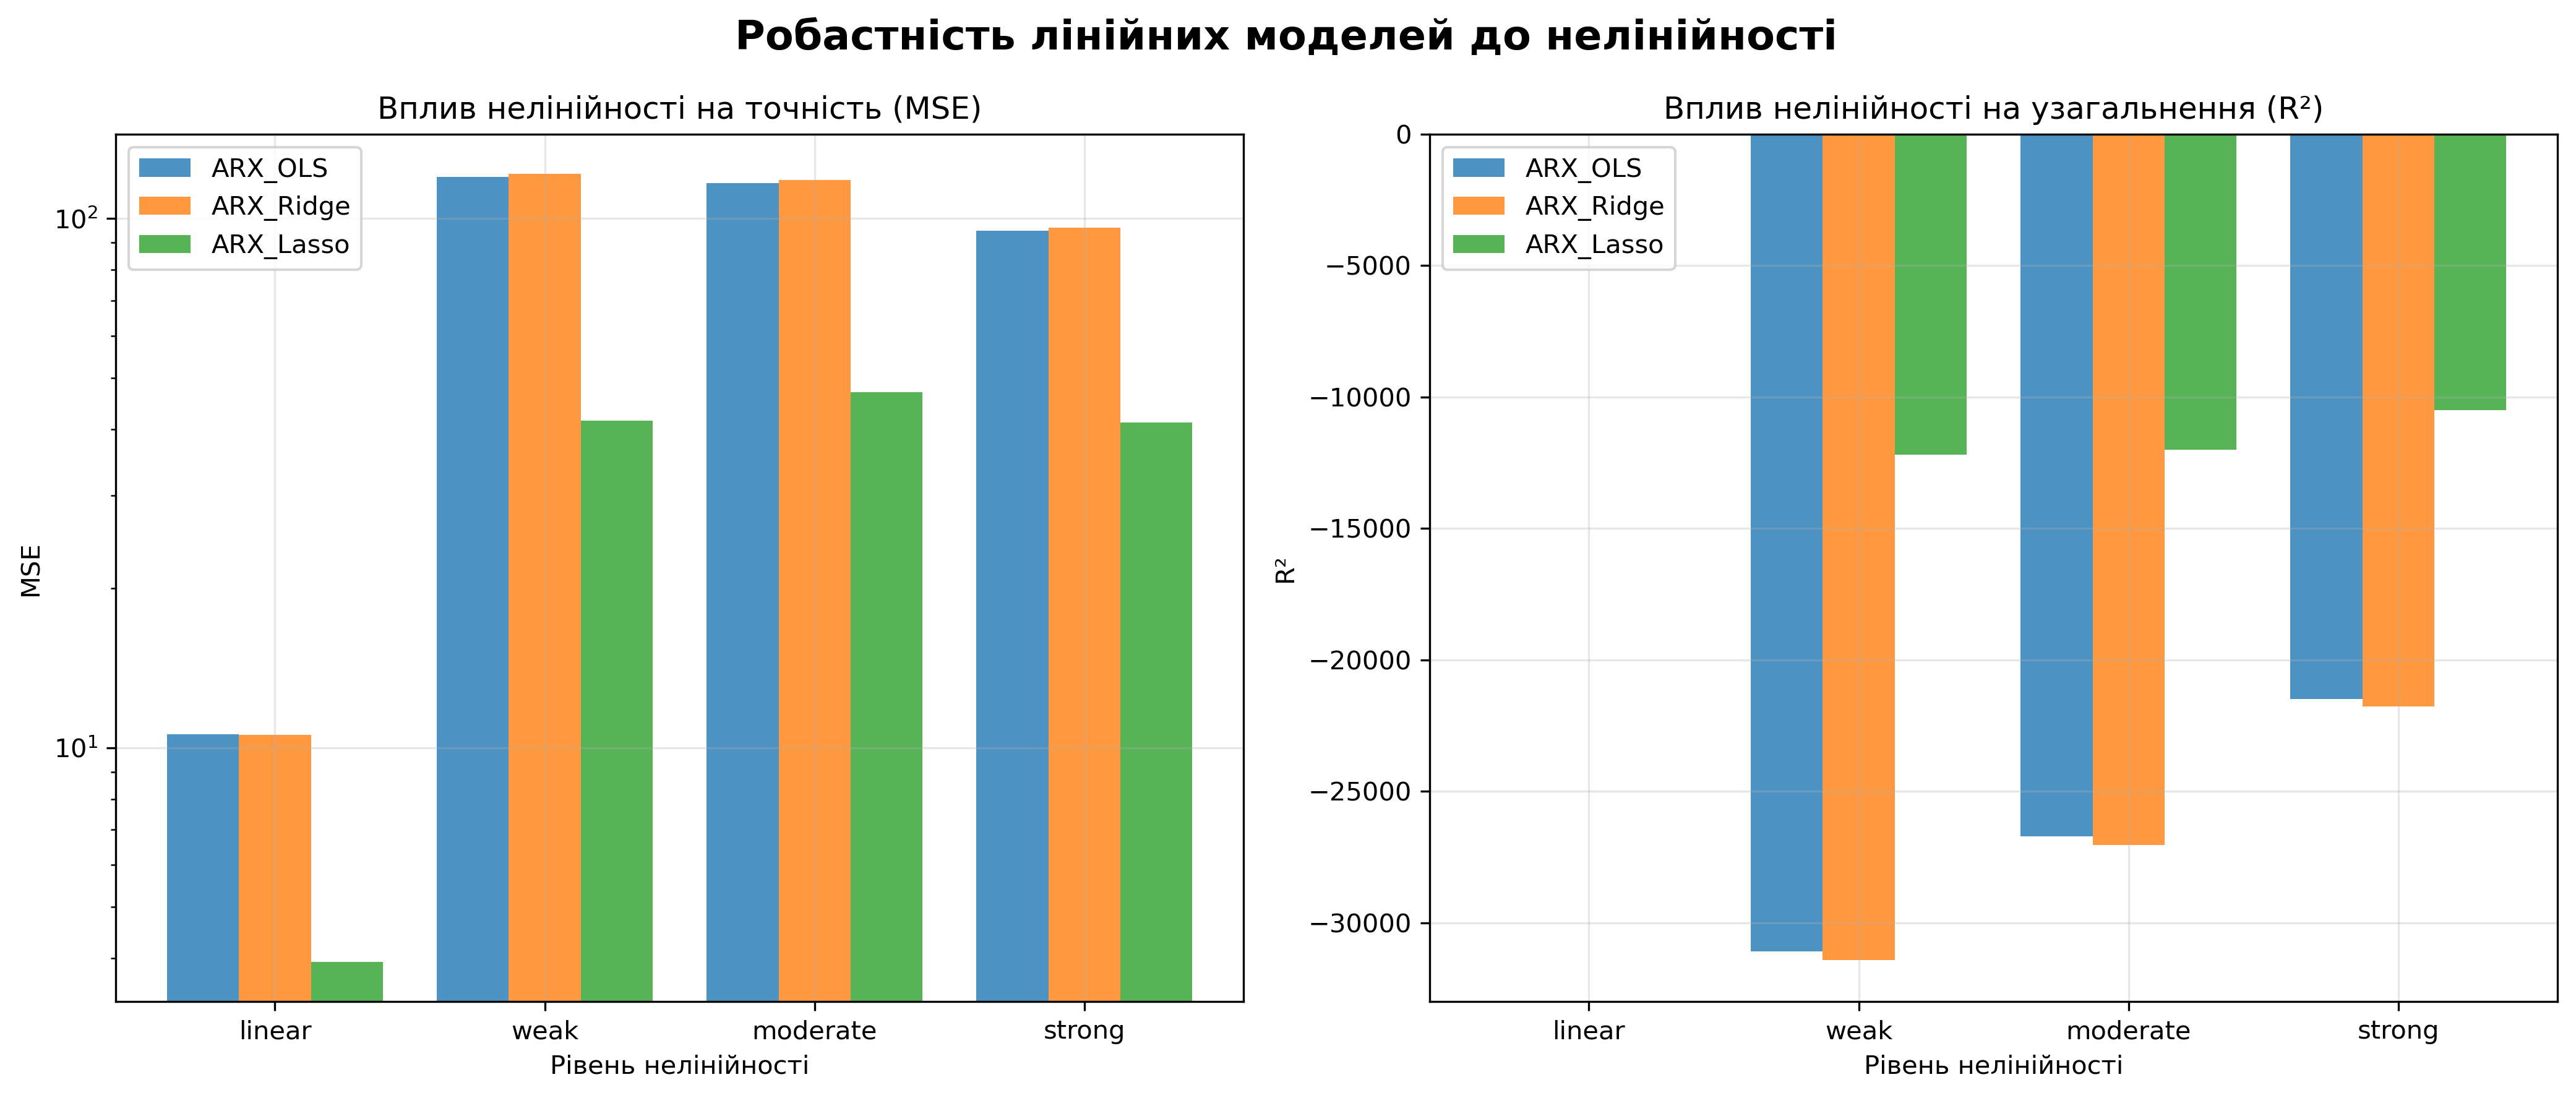 Робастність лінійних моделей до нелінійності
Вплив нелінійності на точність (MSE)
ARX_OLS
ARX_Ridge
ARX_Lasso
10²
10¹
MSE
linear
weak
moderate
strong
Рівень нелінійності
Вплив нелінійності на узагальнення (R²)
ARX_OLS
ARX_Ridge
ARX_Lasso
0
−5000
−10000
−15000
−20000
−25000
−30000
R²
linear
weak
moderate
strong
Рівень нелінійності